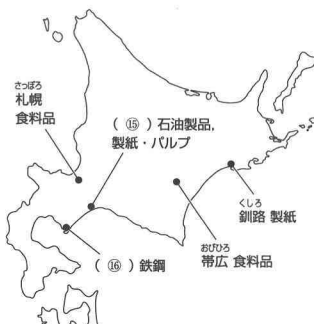 さっぽろ
札幌
食料品
( ⑮ ) 石油製品,
製紙・パルプ
くしろ
釧路 製紙
おびひろ
帯広 食料品
( ⑯ ) 鉄鋼